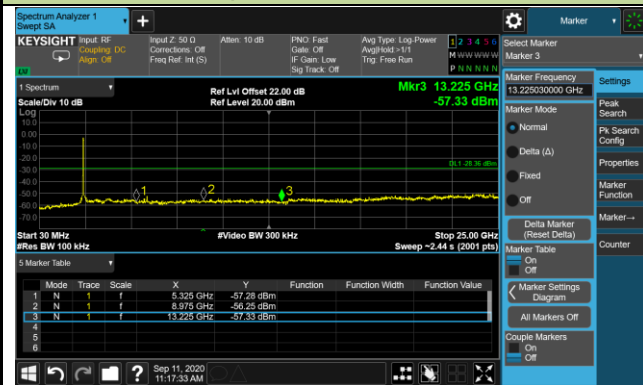 Spectrum Analyzer 1
Swept SA
Marker
KEYSIGHT
Input: RF
Coupling: DC
Align: Off
Input Z: 50 Ω
Corrections: Off
Freq Ref: Int (S)
Atten: 10 dB
PNO: Fast
Gate: Off
IF Gain: Low
Sig Track: Off
Avg Type: Log-Power
Avg|Hold:>1/1
Trig: Free Run
1 2 3 4 5 6
M W W W W W
P N N N N N
Select Marker
Marker 3
1 Spectrum
Scale/Div 10 dB
Ref Lvl Offset 22.00 dB
Ref Level 20.00 dBm
Mkr3 13.225 GHz
-57.33 dBm
Log
10.0
0.00
-10.0
-20.0
-30.0
-40.0
-50.0
-60.0
-70.0
DL1 -28.36 dBm
1
2
3
Start 30 MHz
#Res BW 100 kHz
#Video BW 300 kHz
Stop 25.00 GHz
Sweep ~2.44 s (2001 pts)
5 Marker Table
Mode Trace Scale X Y Function Function Width Function Value
1 N 1 f 5.325 GHz -57.28 dBm
2 N 1 f 8.975 GHz -56.25 dBm
3 N 1 f 13.225 GHz -57.33 dBm
4
5
6
Marker Frequency
13.225030000 GHz
Marker Mode
Normal
Delta (Δ)
Fixed
Off
Delta Marker
(Reset Delta)
Marker Table
On
Off
Marker Settings
Diagram
All Markers Off
Couple Markers
On
Off
Settings
Peak
Search
Pk Search
Config
Properties
Marker
Function
Marker→
Counter
Sep 11, 2020
11:17:33 AM